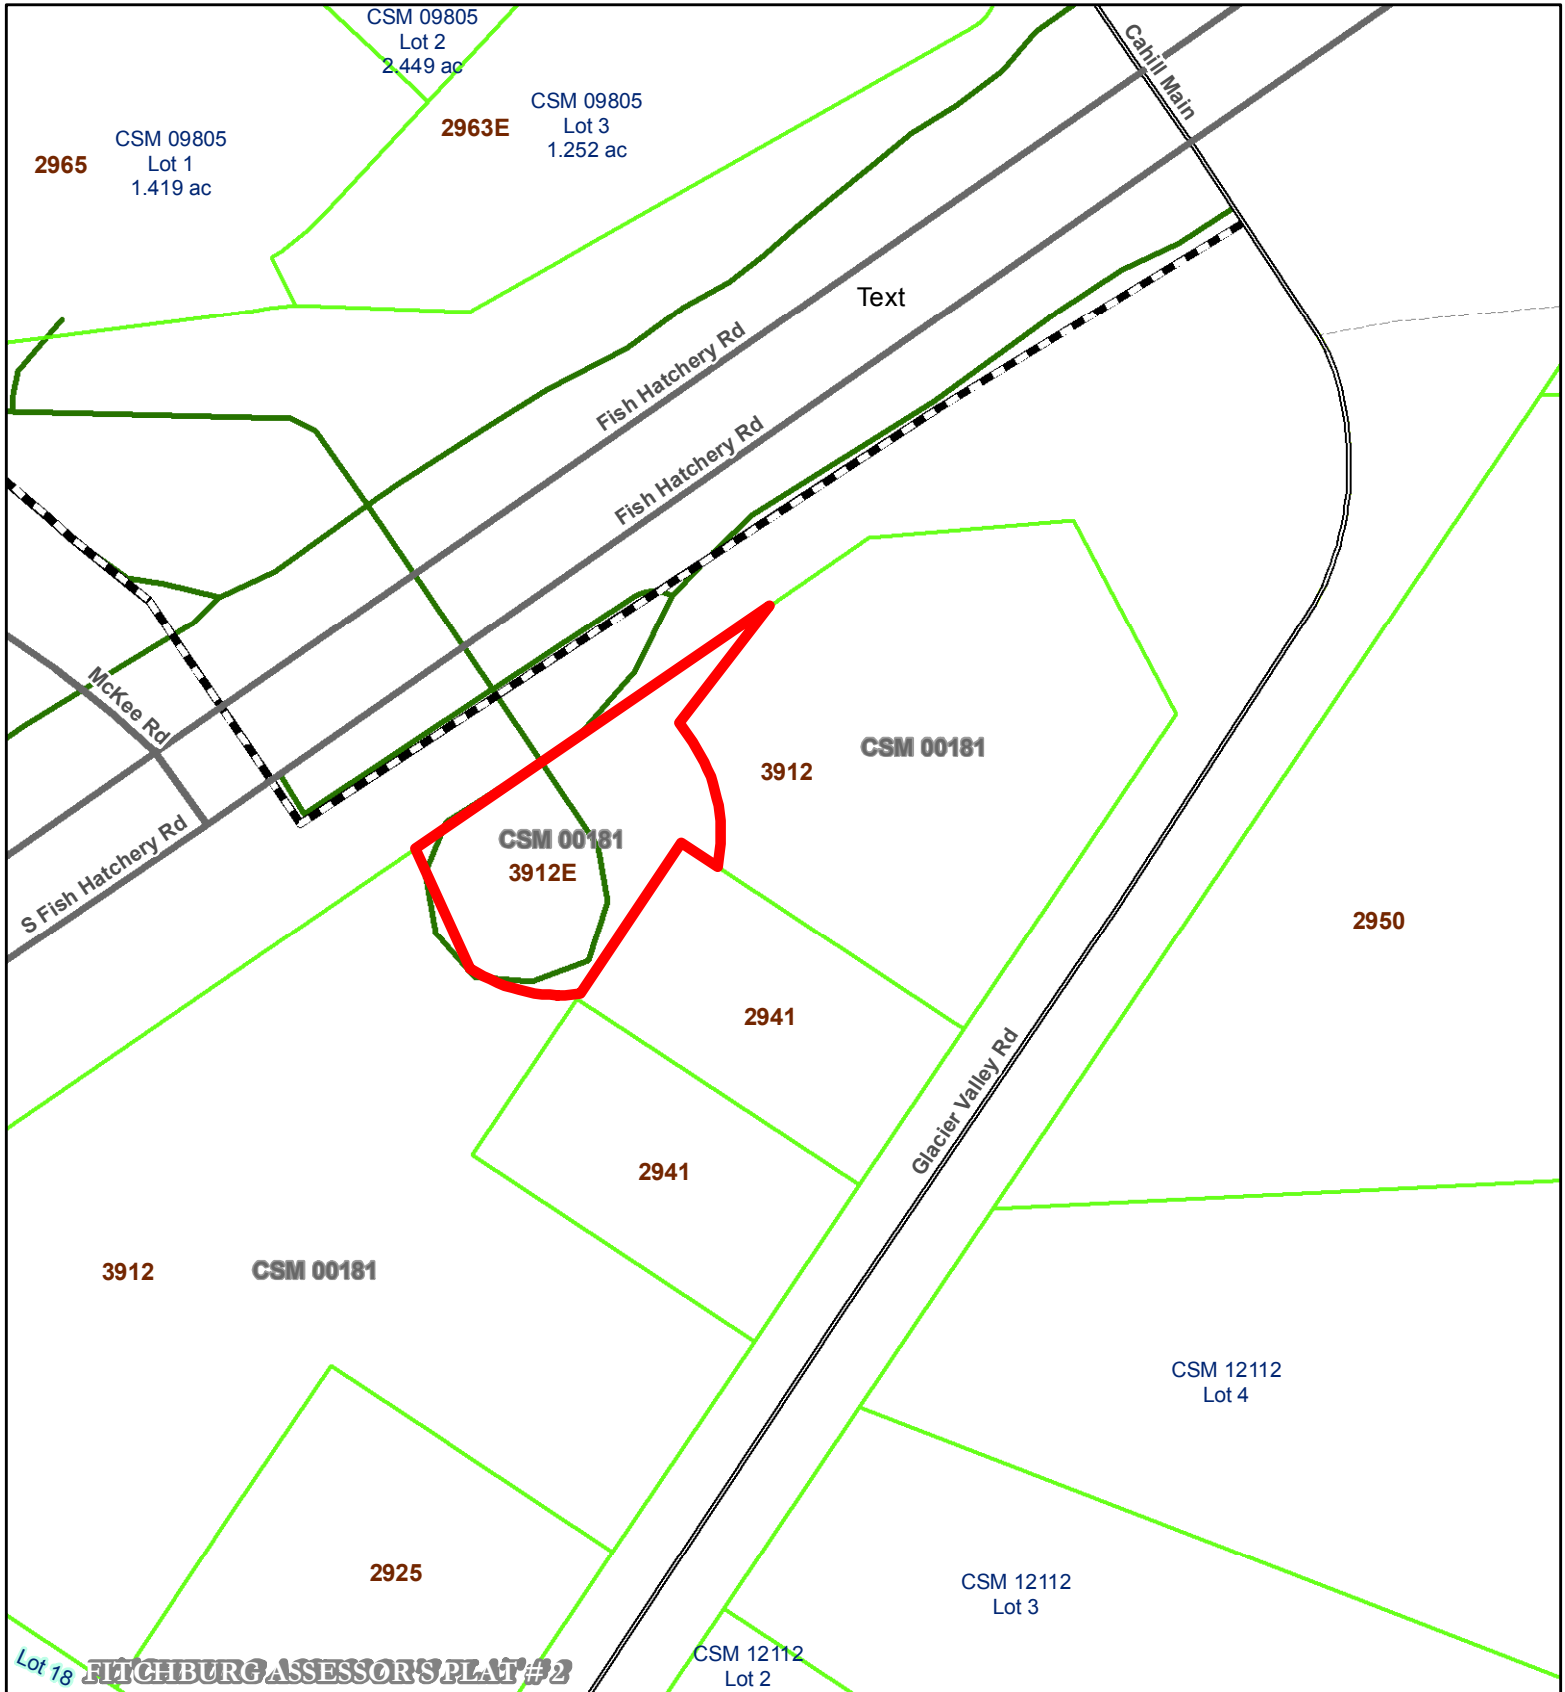 CSM 09805
Lot 2
2.449 ac
CSM 09805
Lot 3
1.252 ac
2963E
CSM 09805
Lot 1
1.419 ac
2965
Cahill Main
Text
Fish Hatchery Rd
Fish Hatchery Rd
McKee Rd
S Fish Hatchery Rd
CSM 00181
3912
CSM 00181
3912E
2950
2941
Glacier Valley Rd
2941
3912
CSM 00181
CSM 12112
Lot 4
2925
CSM 12112
Lot 3
CSM 12112
Lot 2
Lot 18
FITCHBURG ASSESSOR'S PLAT # 2